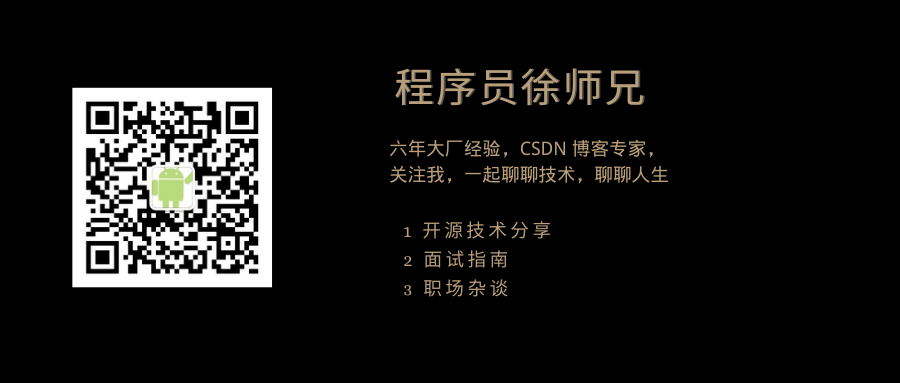 程序员徐师兄
六年大厂经验，CSDN 博客专家，
关注我，一起聊聊技术，聊聊人生
1 开源技术分享
2 面试指南
3 职场杂谈